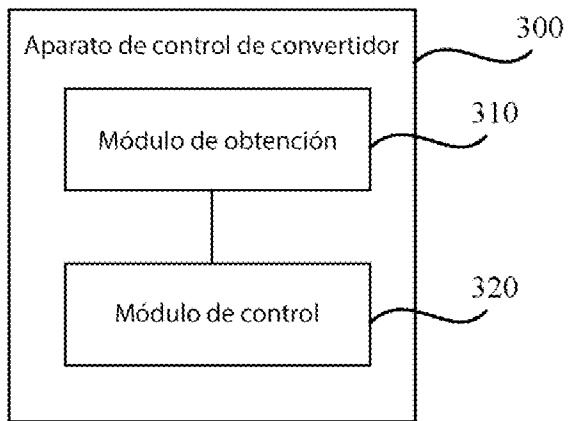 Aparato de control de convertidor
300
Módulo de obtención
310
Módulo de control
320